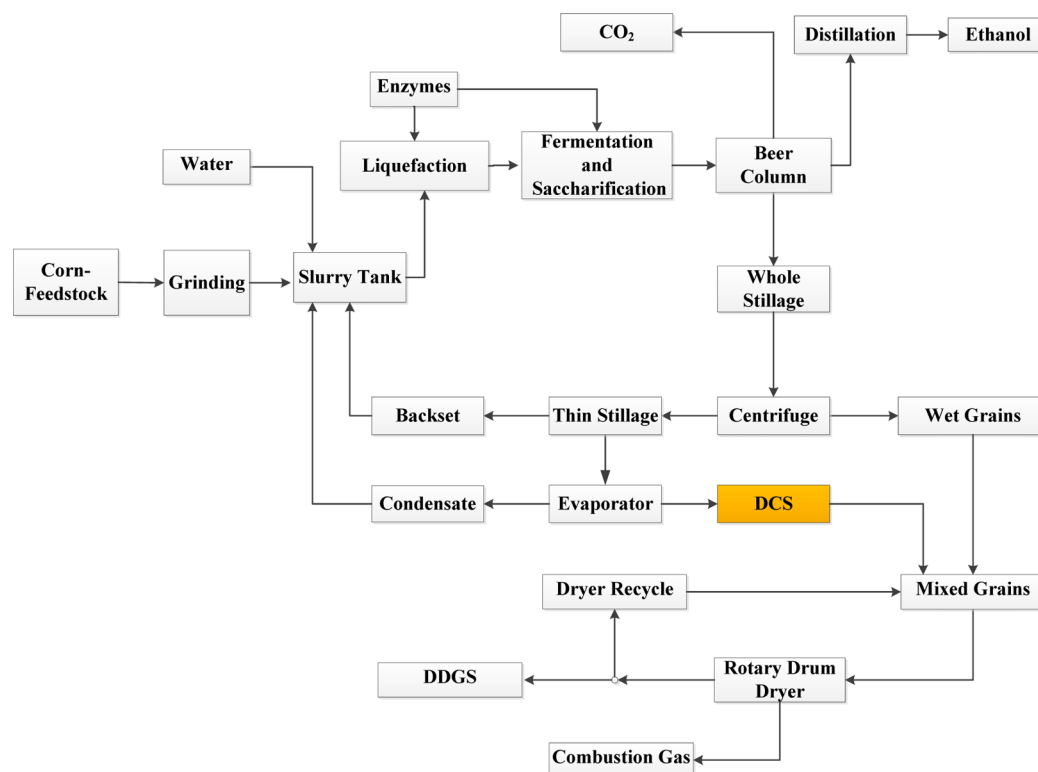 CO₂
Distillation
Ethanol
Enzymes
Fermentation
and
Saccharification
Beer
Column
Water
Liquefaction
Corn-
Feedstock
Grinding
Slurry Tank
Whole
Stillage
Backset
Thin Stillage
Centrifuge
Wet Grains
Condensate
Evaporator
DCS
Dryer Recycle
Mixed Grains
DDGS
Rotary Drum
Dryer
Combustion Gas